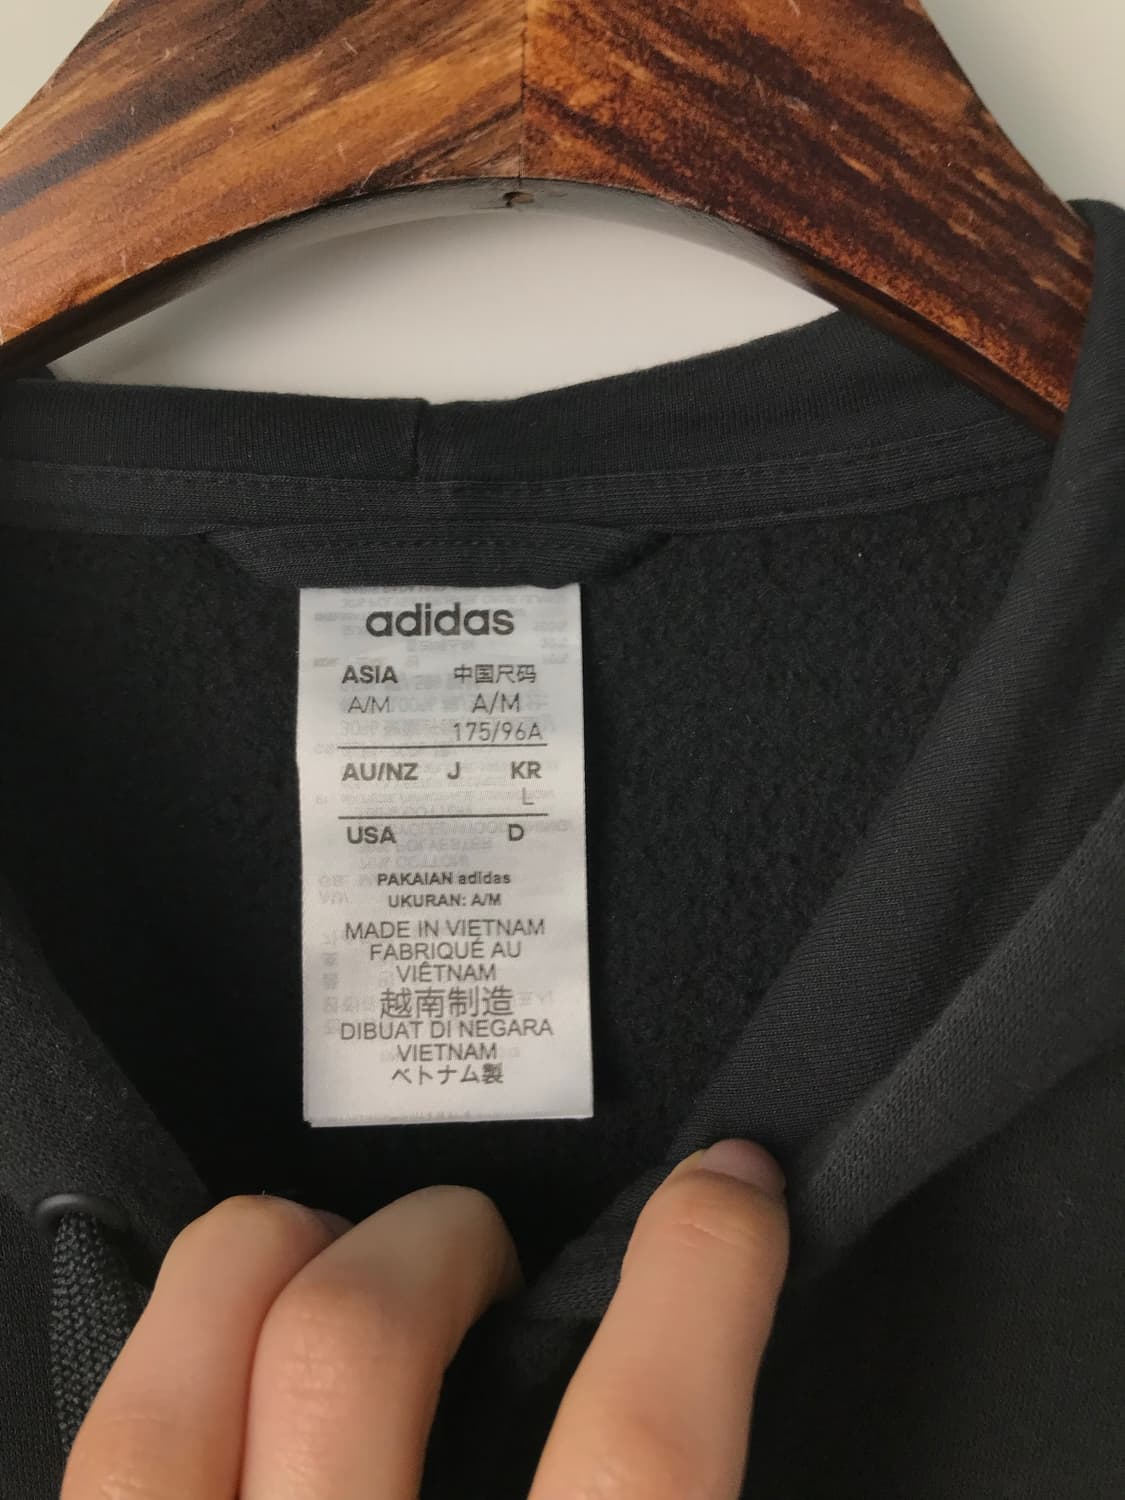 adidas
ASIA 中国尺码
A/M A/M
175/96A
AU/NZ J KR
L
USA D
PAKAIAN adidas
UKURAN: A/M
MADE IN VIETNAM
FABRIQUÉ AU
VIÊTNAM
越南制造
DIBUAT DI NEGARA
VIETNAM
ベトナム製